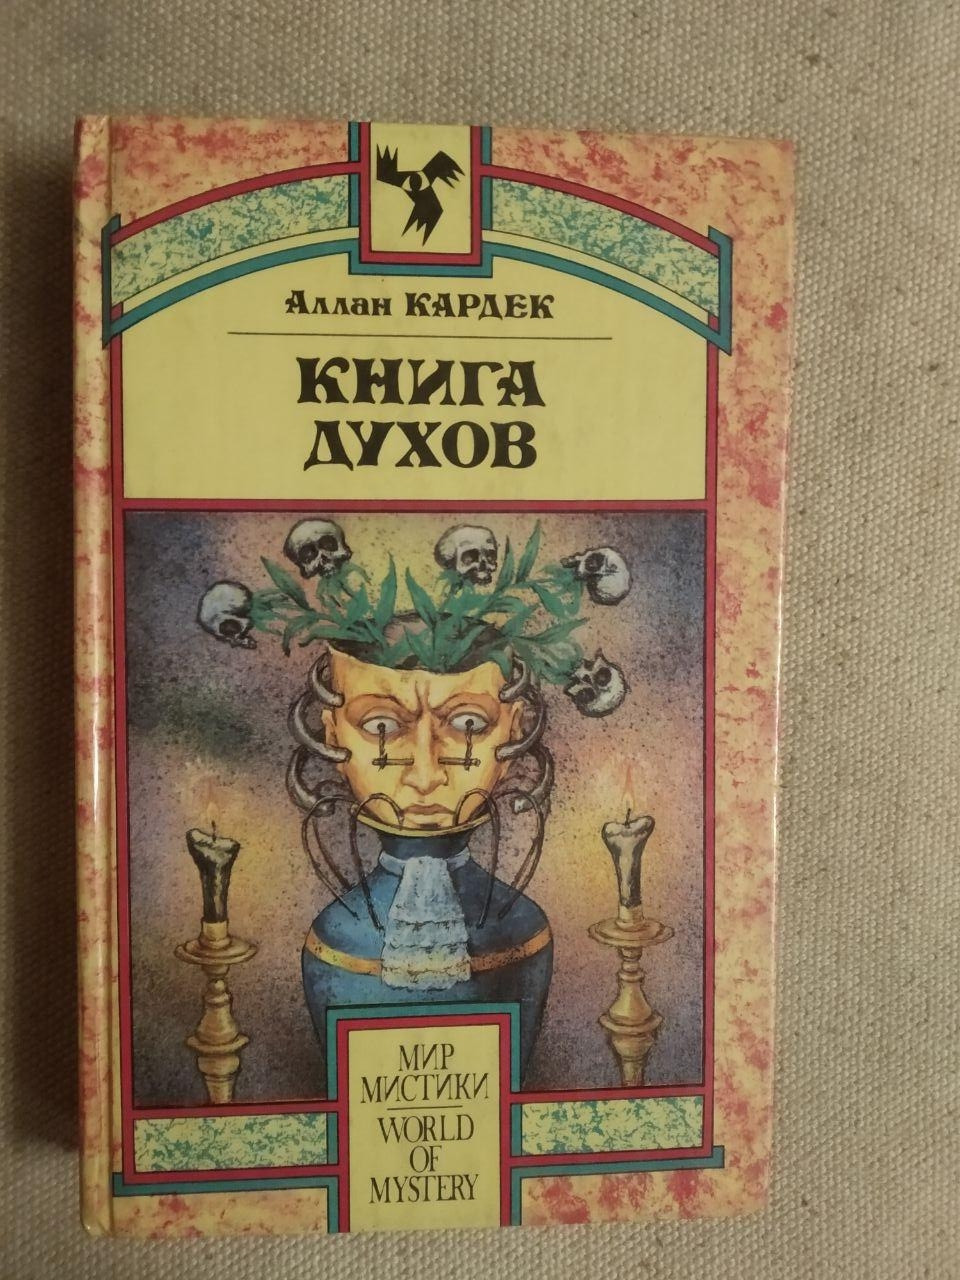 Аллан КАРДЕК
КНИГА
ДУХОВ
МИР
МИСТИКИ
WORLD
OF
MYSTERY